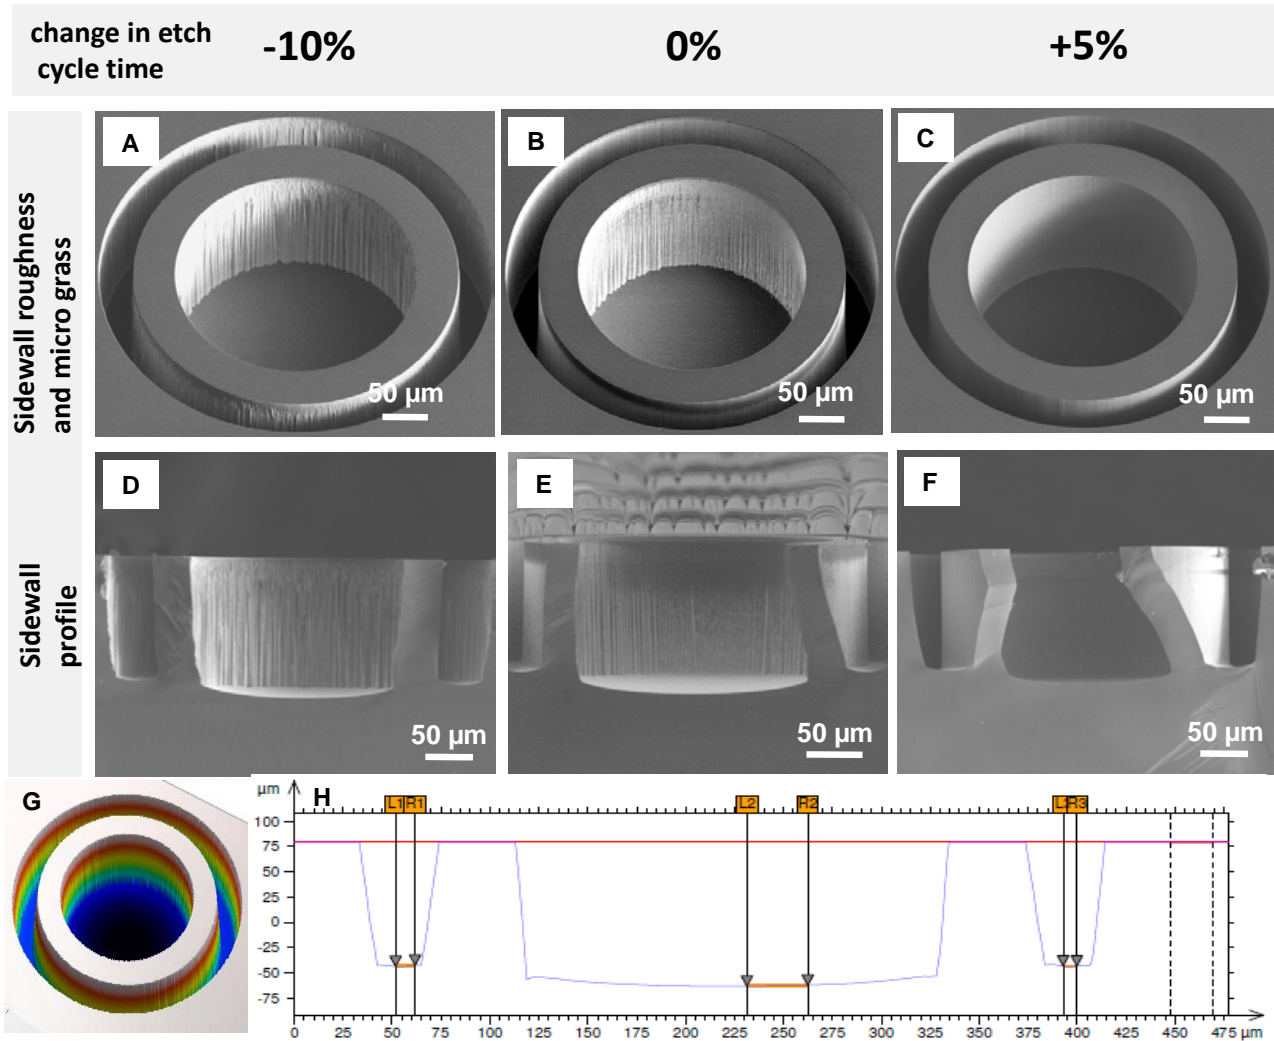 change in etch
cycle time
-10%
0%
+5%
Sidewall roughness
and micro grass
A
50 µm
B
50 µm
C
50 µm
Sidewall
profile
D
50 µm
E
50 µm
F
50 µm
G
µm
H
L1 R1
L2
R2
R3
100
75
50
25
0
-25
-50
-75
0 25 50 75 100 125 150 175 200 225 250 275 300 325 350 375 400 425 450 475 µm